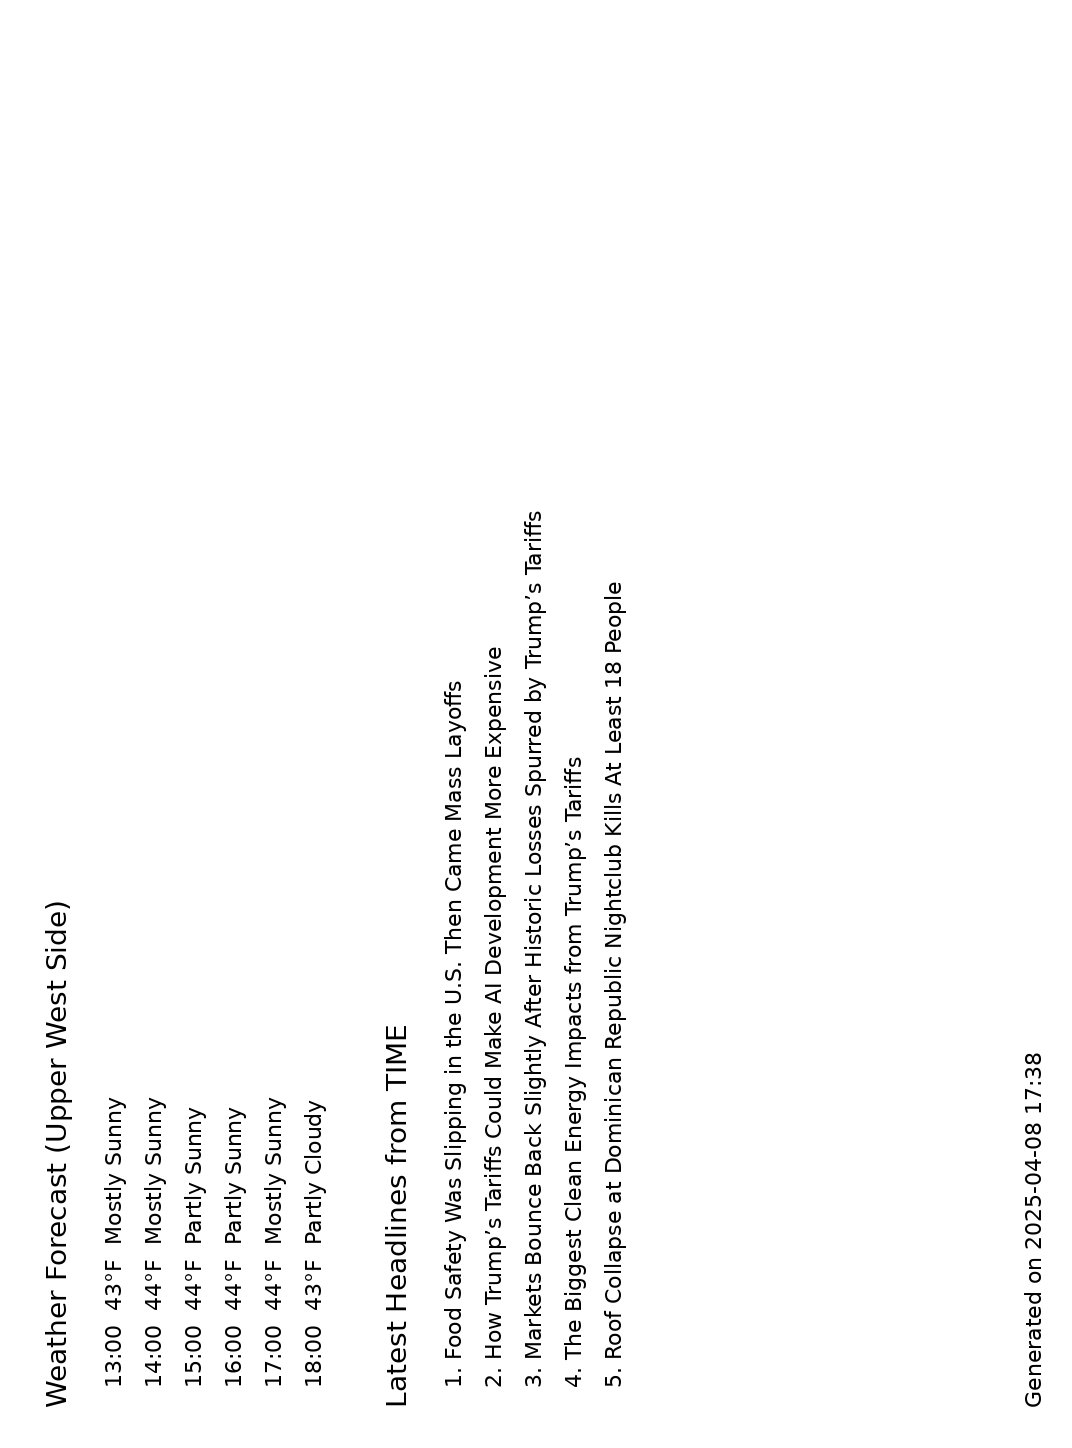 Weather Forecast (Upper West Side)
13:00 43°F Mostly Sunny
14:00 44°F Mostly Sunny
15:00 44°F Partly Sunny
16:00 44°F Partly Sunny
17:00 44°F Mostly Sunny
18:00 43°F Partly Cloudy
Latest Headlines from TIME
1. Food Safety Was Slipping in the U.S. Then Came Mass Layoffs
2. How Trump’s Tariffs Could Make AI Development More Expensive
3. Markets Bounce Back Slightly After Historic Losses Spurred by Trump’s Tariffs
4. The Biggest Clean Energy Impacts from Trump’s Tariffs
5. Roof Collapse at Dominican Republic Nightclub Kills At Least 18 People
Generated on 2025-04-08 17:38